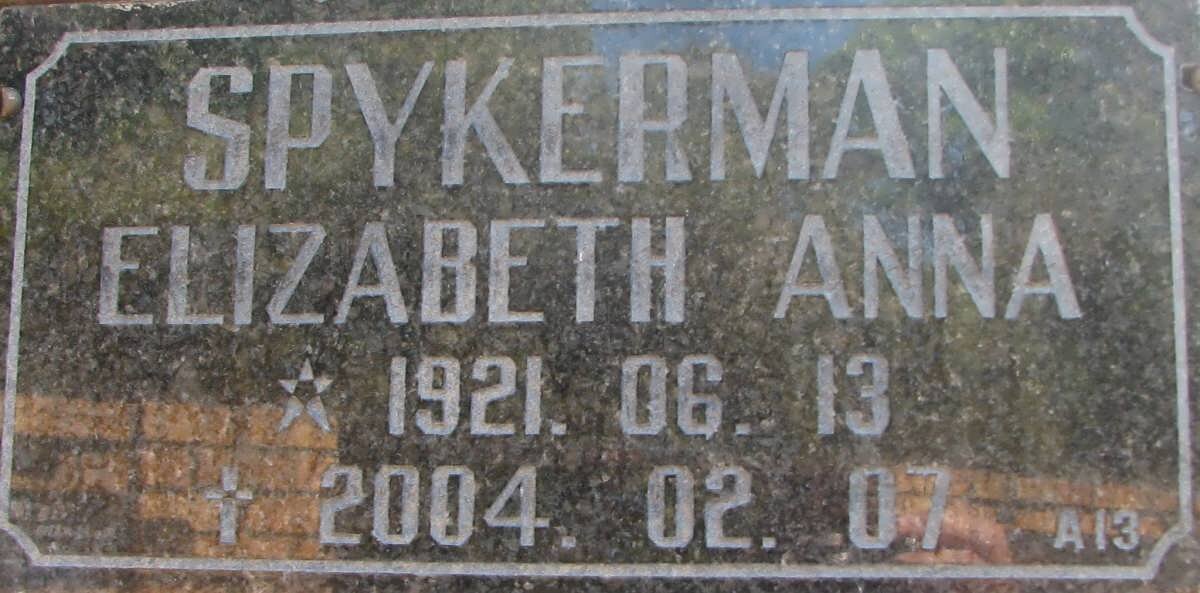 SPYKERMAN
ELIZABETH ANNA
★ 1921. 06. 13
✝ 2004. 02. 07 A13